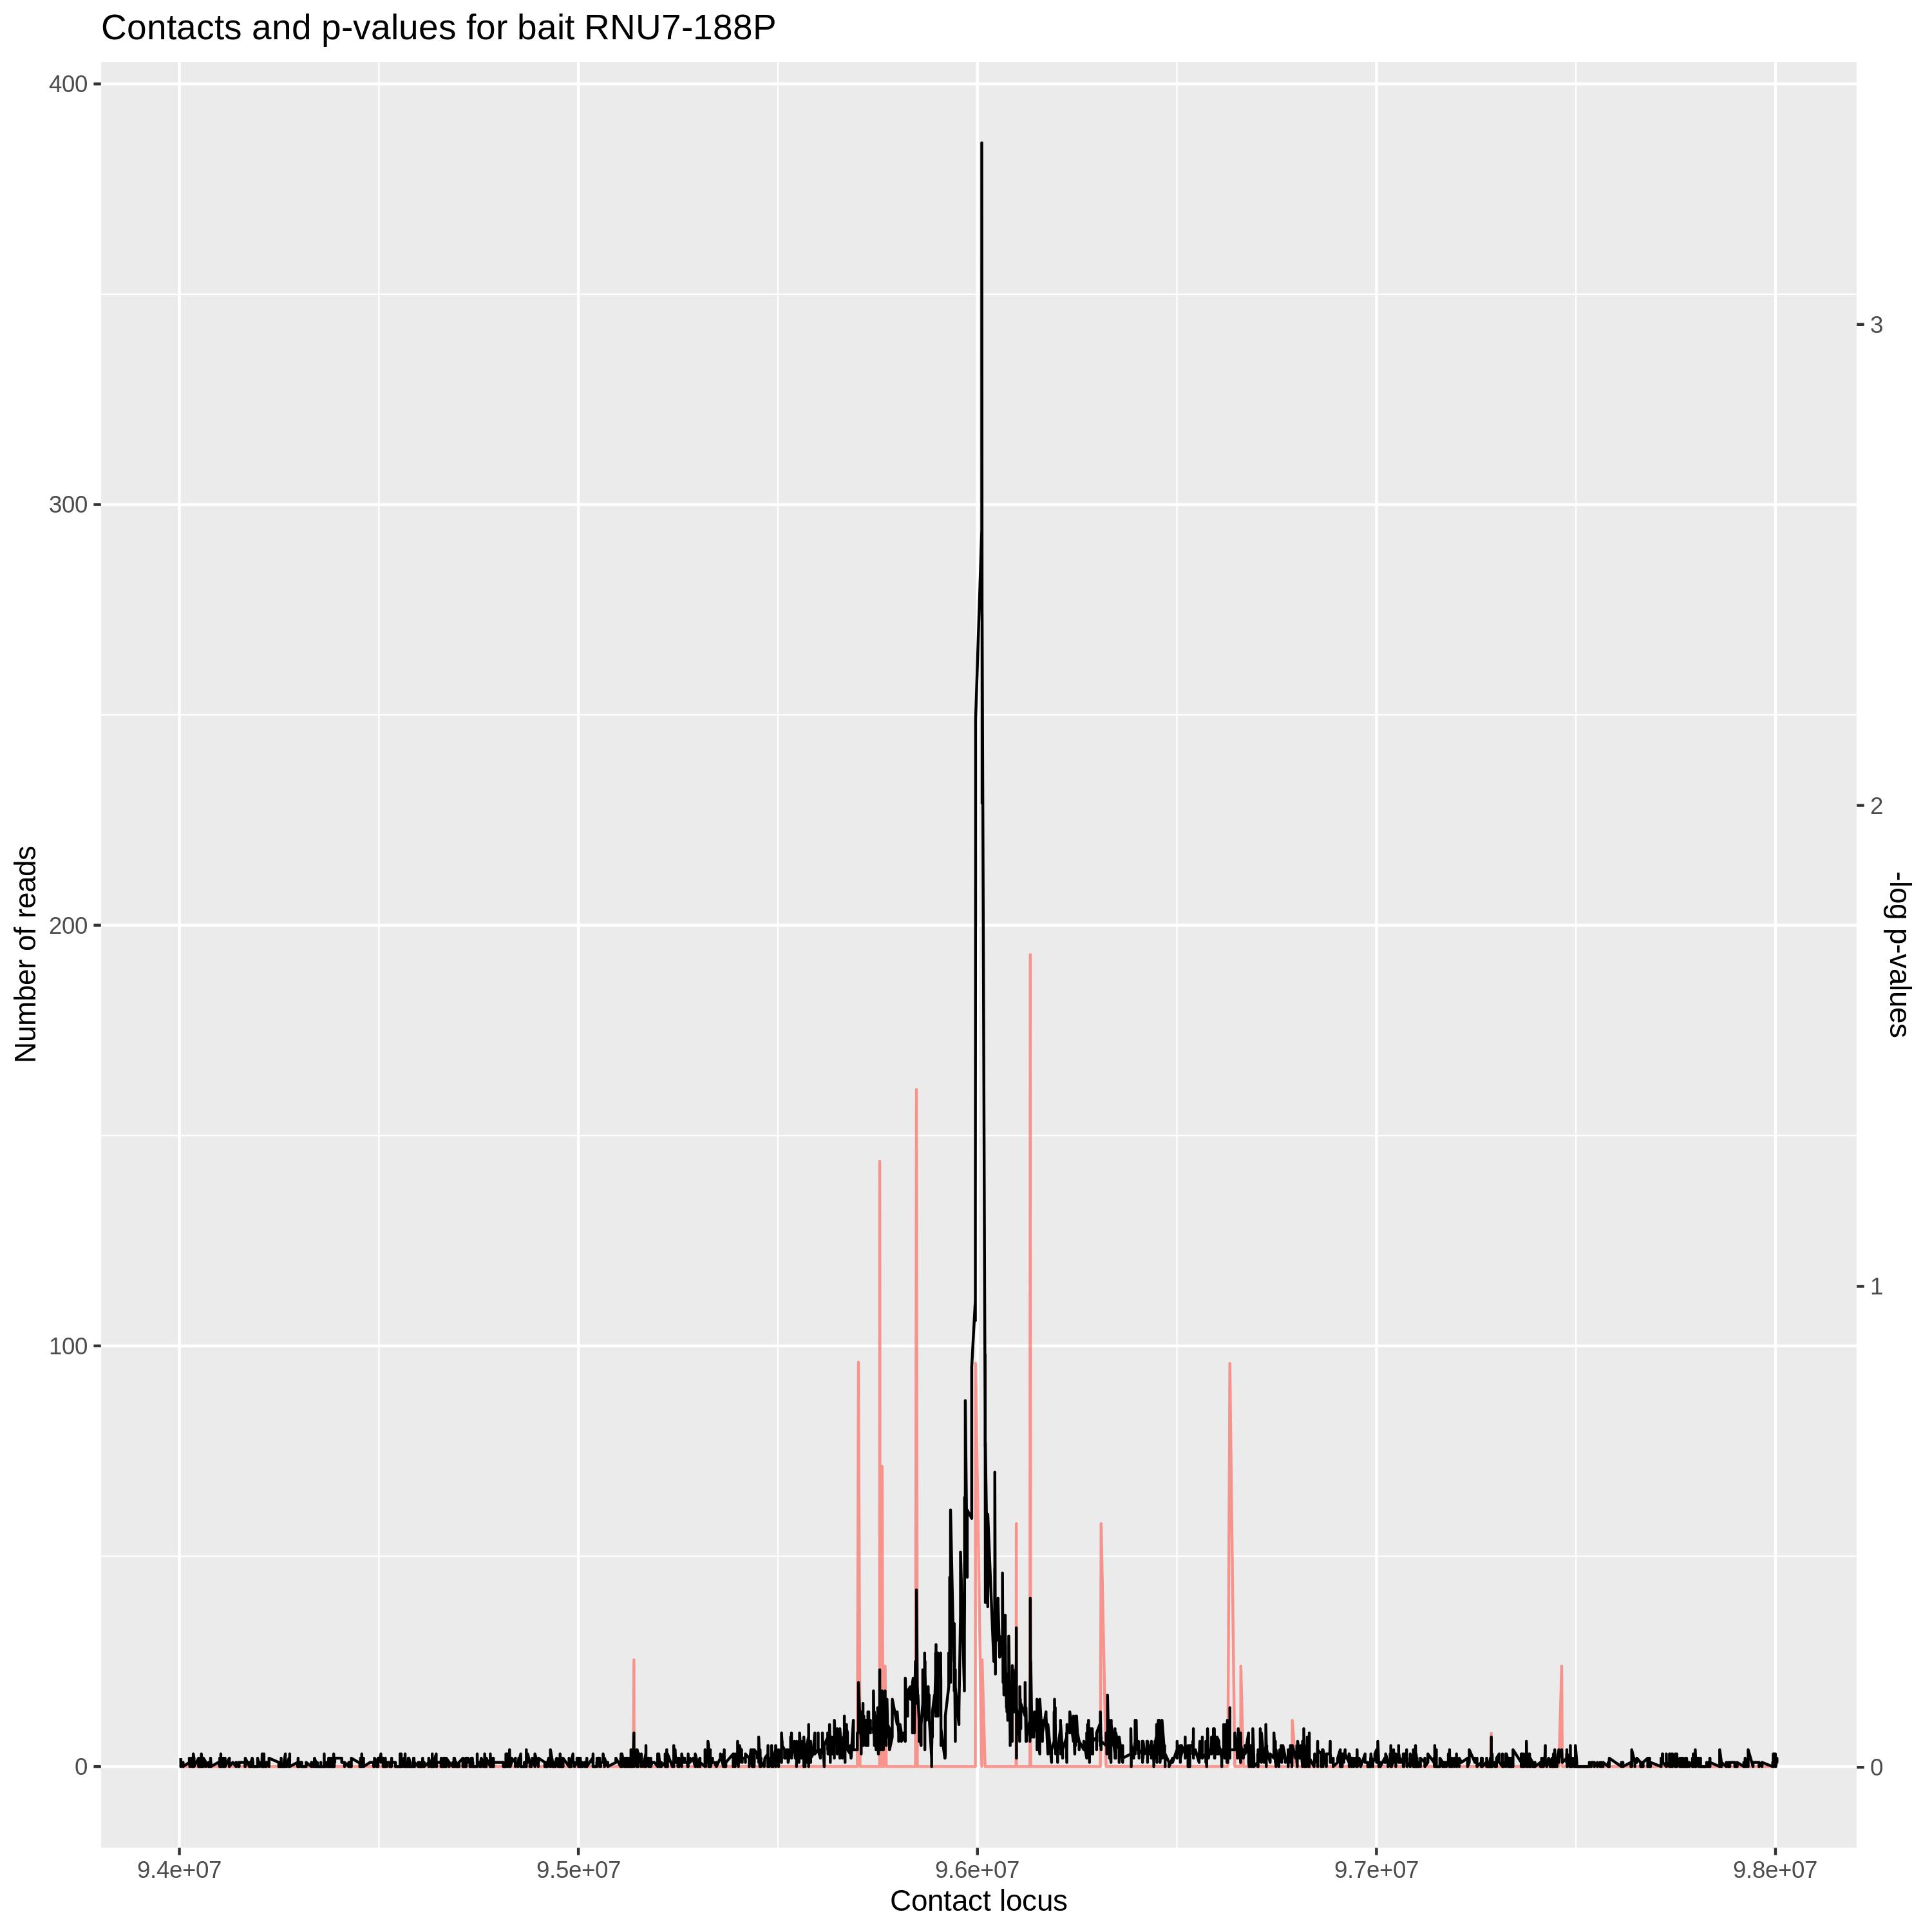 Contacts and p-values for bait RNU7-188P
400
300
200
100
0
Number of reads
3
2
1
0
-log p-values
9.4e+07
9.5e+07
9.6e+07
9.7e+07
9.8e+07
Contact locus